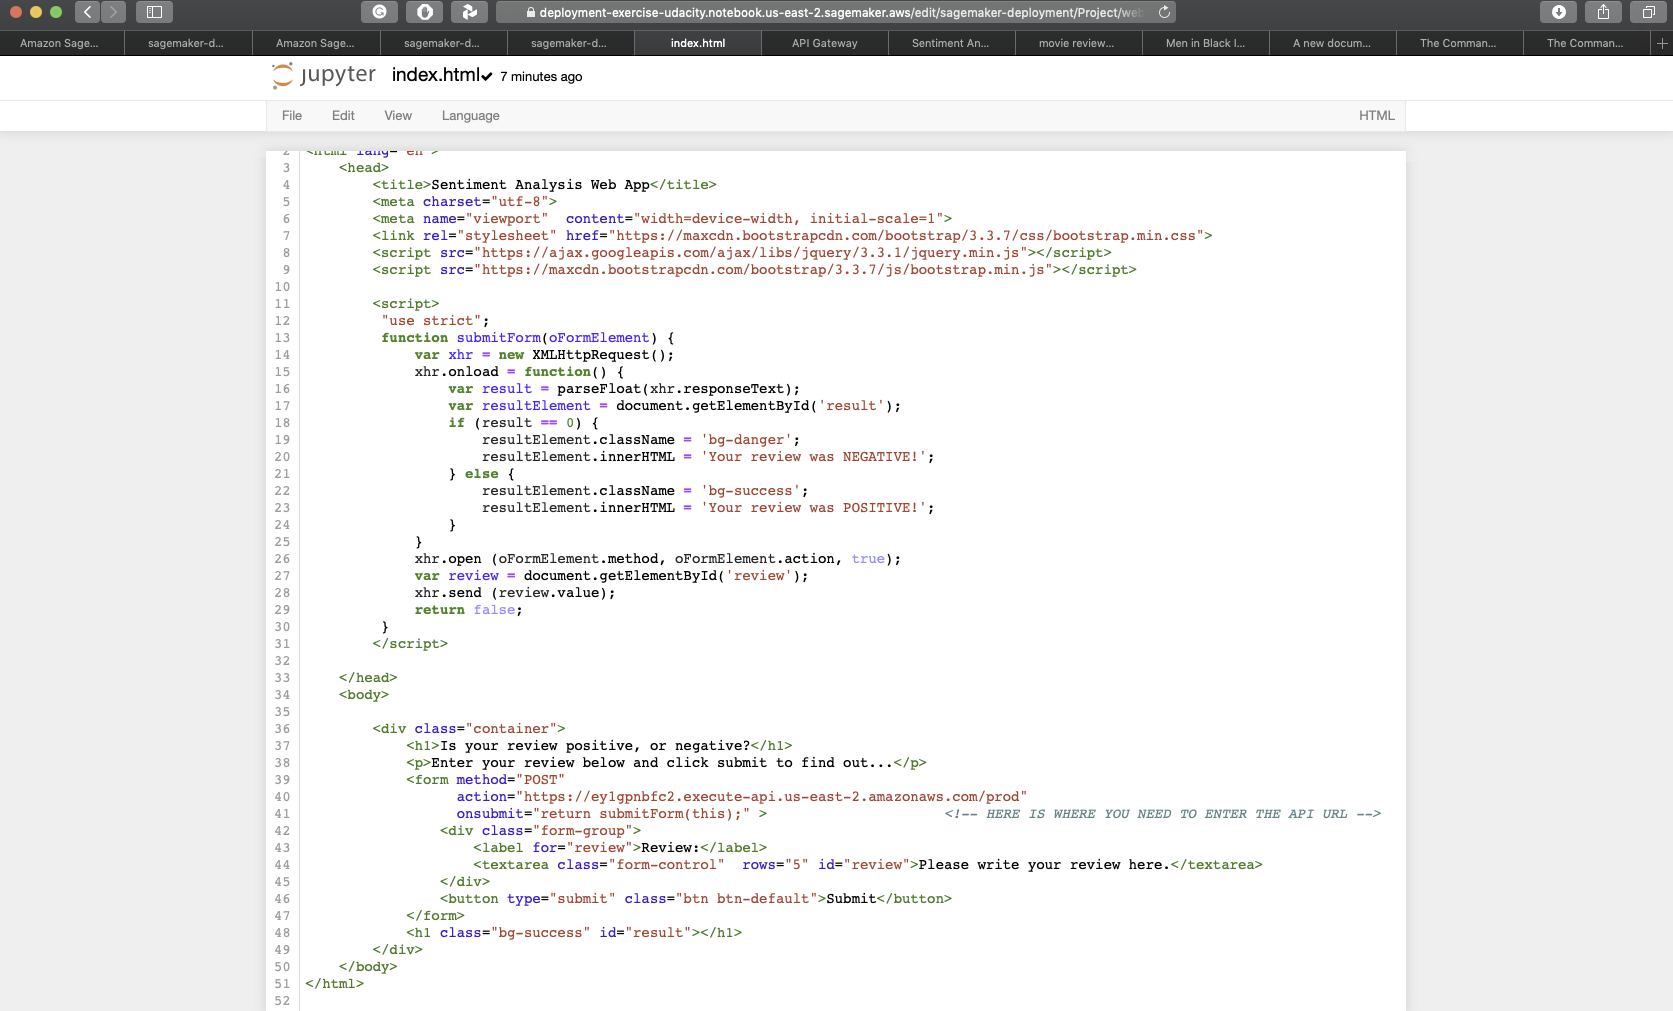 deployment-exercise-udacity.notebook.us-east-2.sagemaker.aws/edit/sagemaker-deployment/Project/we
Amazon Sage... sagemaker-d... Amazon Sage... sagemaker-d... sagemaker-d... index.html API Gateway Sentiment An... movie review... Men in Black I... A new docum... The Comman... The Comman...
jupyter index.html 7 minutes ago
File Edit View Language HTML
2 <html lang="en">
3 <head>
4 <title>Sentiment Analysis Web App</title>
5 <meta charset="utf-8">
6 <meta name="viewport"  content="width=device-width, initial-scale=1">
7 <link rel="stylesheet" href="https://maxcdn.bootstrapcdn.com/bootstrap/3.3.7/css/bootstrap.min.css">
8 <script src="https://ajax.googleapis.com/ajax/libs/jquery/3.3.1/jquery.min.js"></script>
9 <script src="https://maxcdn.bootstrapcdn.com/bootstrap/3.3.7/js/bootstrap.min.js"></script>
10
11 <script>
12 "use strict";
13 function submitForm(oFormElement) {
14 var xhr = new XMLHttpRequest();
15 xhr.onload = function() {
16 var result = parseFloat(xhr.responseText);
17 var resultElement = document.getElementById('result');
18 if (result == 0) {
19 resultElement.className = 'bg-danger';
20 resultElement.innerHTML = 'Your review was NEGATIVE!';
21 } else {
22 resultElement.className = 'bg-success';
23 resultElement.innerHTML = 'Your review was POSITIVE!';
24 }
25 }
26 xhr.open (oFormElement.method, oFormElement.action, true);
27 var review = document.getElementById('review');
28 xhr.send (review.value);
29 return false;
30 }
31 </script>
32
33 </head>
34 <body>
35
36 <div class="container">
37 <h1>Is your review positive, or negative?</h1>
38 <p>Enter your review below and click submit to find out...</p>
39 <form method="POST"
40 action="https://ey1gpnbfc2.execute-api.us-east-2.amazonaws.com/prod"
41 onsubmit="return submitForm(this);" > <!-- HERE IS WHERE YOU NEED TO ENTER THE API URL -->
42 <div class="form-group">
43 <label for="review">Review:</label>
44 <textarea class="form-control"  rows="5" id="review">Please write your review here.</textarea>
45 </div>
46 <button type="submit" class="btn btn-default">Submit</button>
47 </form>
48 <h1 class="bg-success" id="result"></h1>
49 </div>
50 </body>
51 </html>
52